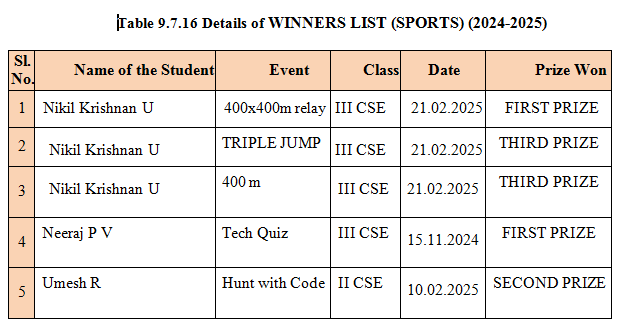 Table 9.7.16 Details of WINNERS LIST (SPORTS) (2024-2025)
Sl. No. Name of the Student Event Class Date Prize Won
1 Nikil Krishnan U 400x400m relay III CSE 21.02.2025 FIRST PRIZE
2 Nikil Krishnan U TRIPLE JUMP III CSE 21.02.2025 THIRD PRIZE
3 Nikil Krishnan U 400 m III CSE 21.02.2025 THIRD PRIZE
4 Neeraj P V Tech Quiz III CSE 15.11.2024 FIRST PRIZE
5 Umesh R Hunt with Code II CSE 10.02.2025 SECOND PRIZE